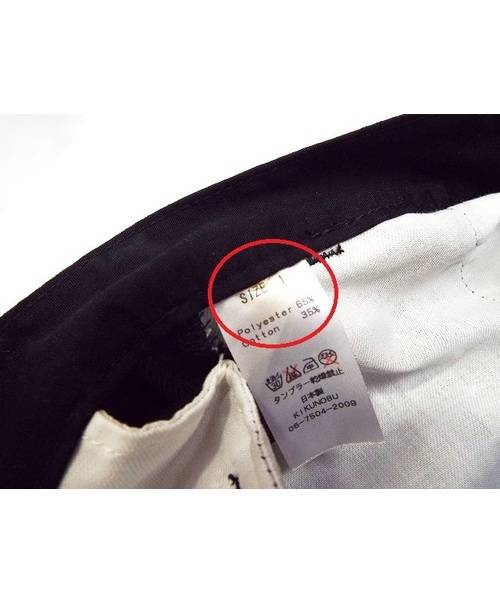 SIZE 1
Polyester 65%
Cotton 35%
タンブラー乾燥禁止
日本製
KIKUNOBU
06-7504-2009